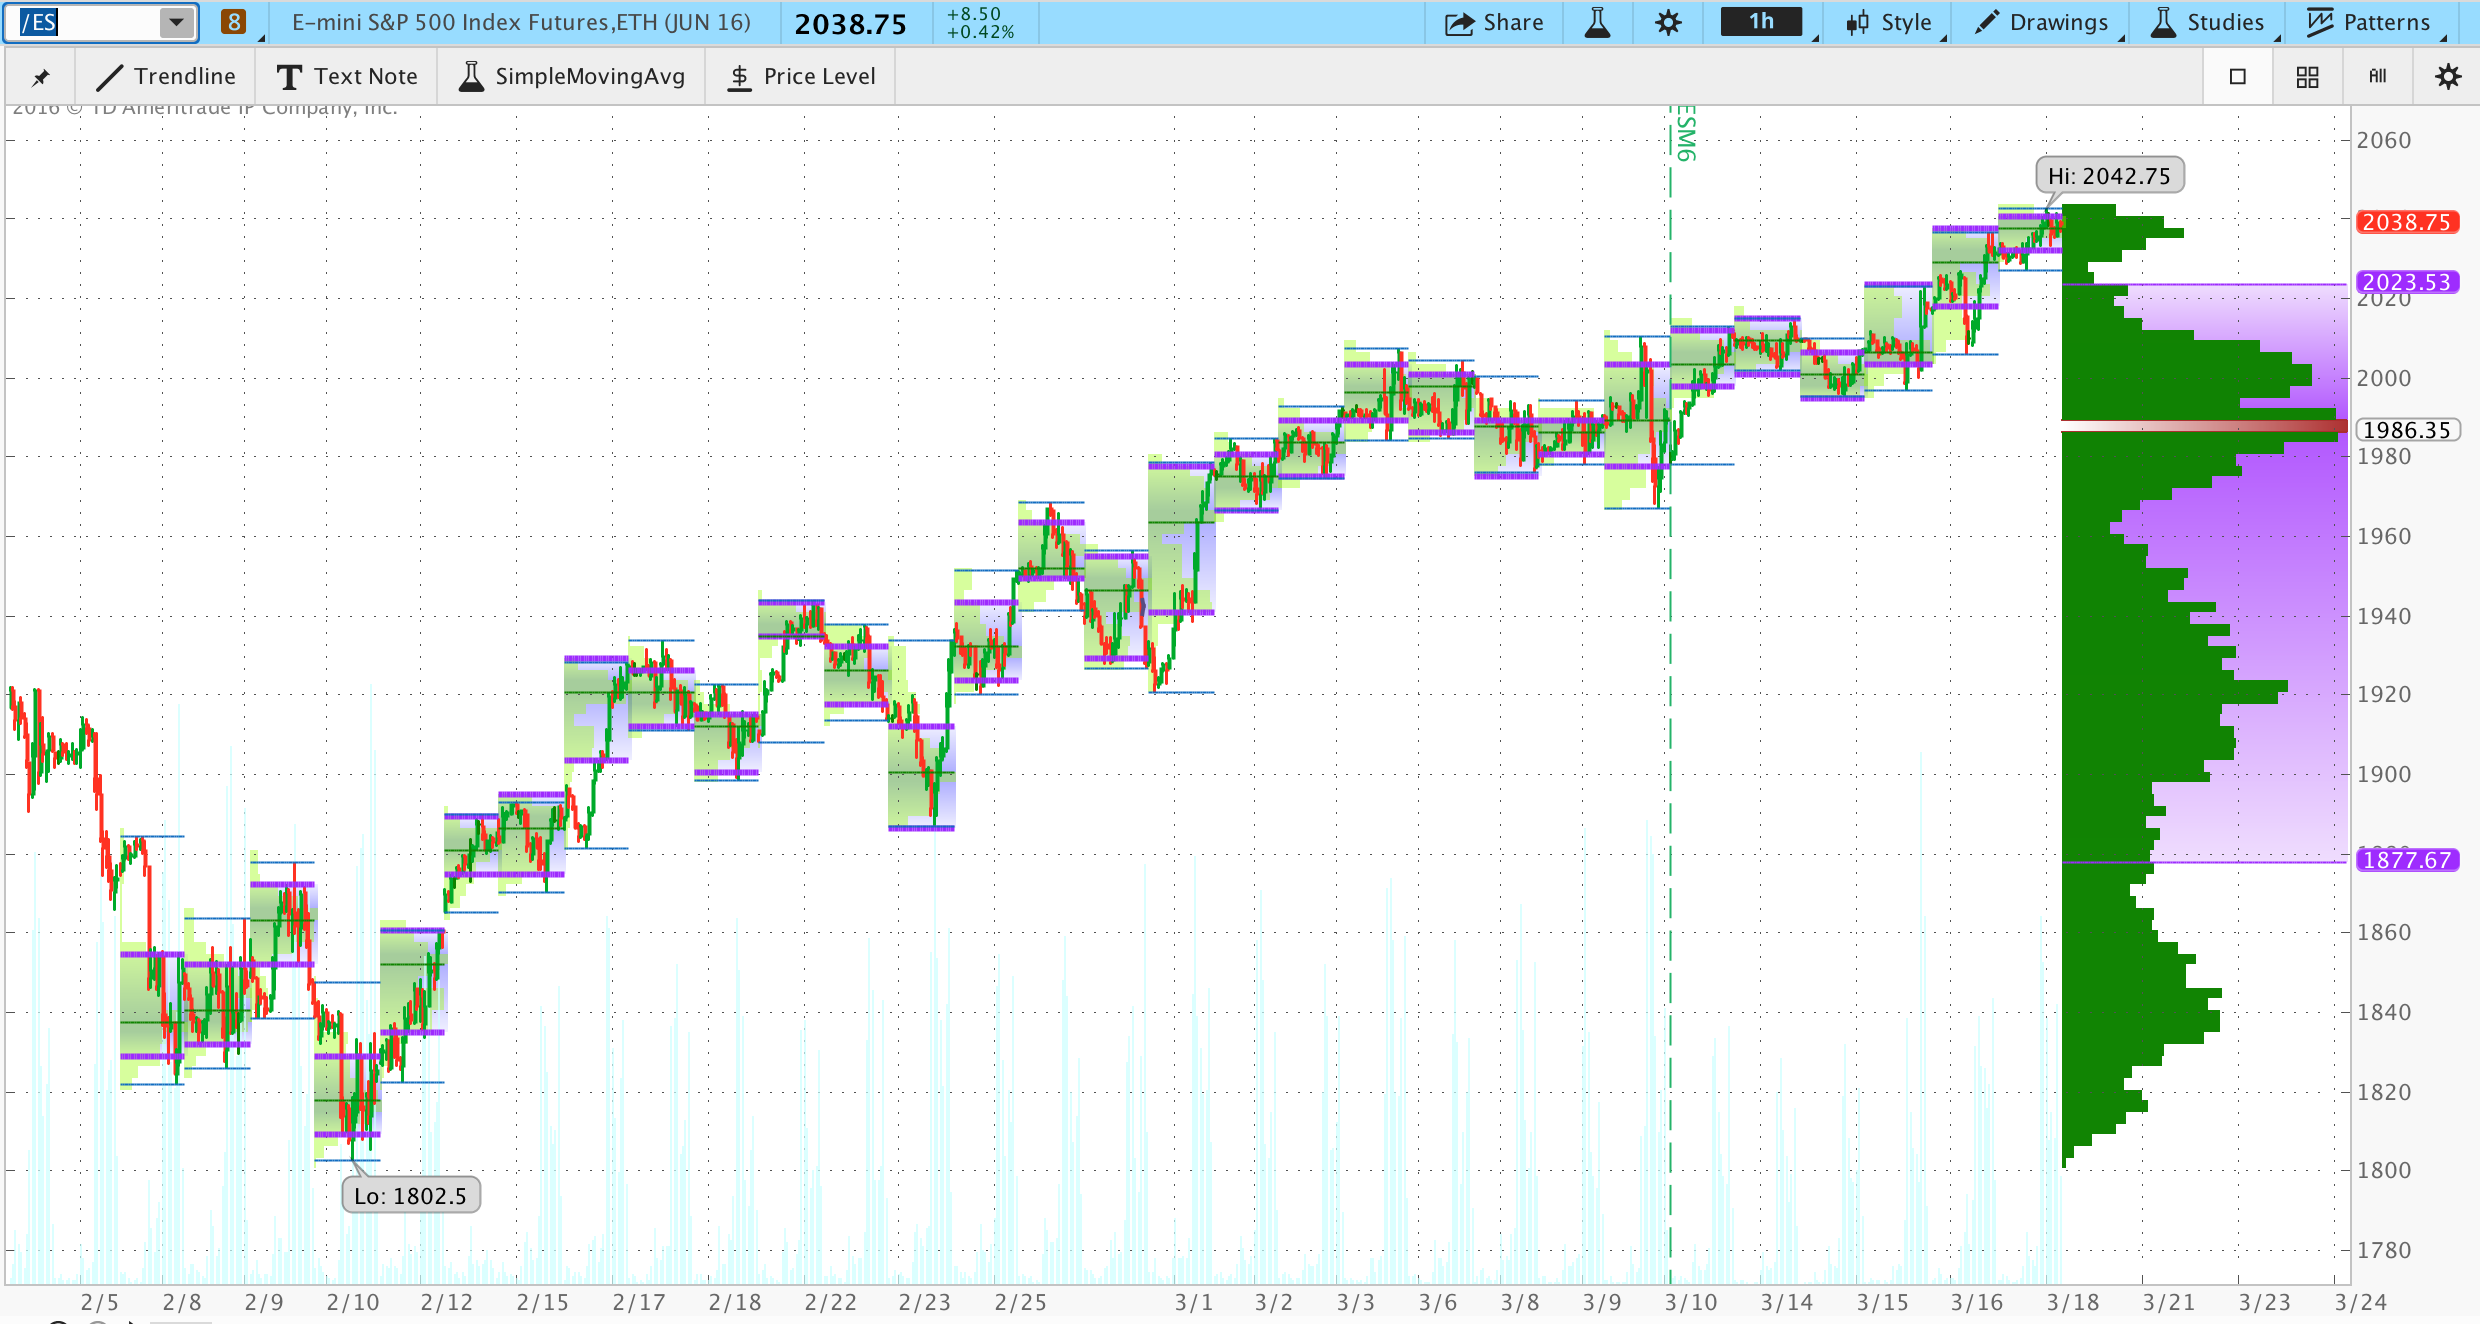 /ES
8
E-mini S&P 500 Index Futures,ETH (JUN 16)
2038.75
+8.50
+0.42%
Share
1h
Style
Drawings
Studies
Patterns
Trendline
Text Note
SimpleMovingAvg
$ Price Level
All
2016 © TD Ameritrade IP Company, Inc.
ESM6
2060
Hi: 2042.75
2038.75
2023.53
2020
2000
1986.35
1980
1960
1940
1920
1900
1877.67
1860
1840
1820
1800
Lo: 1802.5
1780
2/5 2/8 2/9 2/10 2/12 2/15 2/17 2/18 2/22 2/23 2/25 3/1 3/2 3/3 3/6 3/8 3/9 3/10 3/14 3/15 3/16 3/18 3/21 3/23 3/24